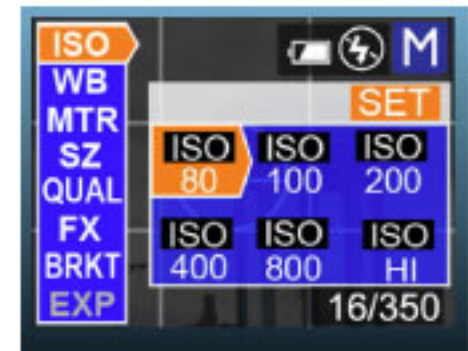 ISO
WB
MTR
SZ
QUAL
FX
BRKT
EXP
M
SET
ISO 80
ISO 100
ISO 200
ISO 400
ISO 800
ISO HI
16/350